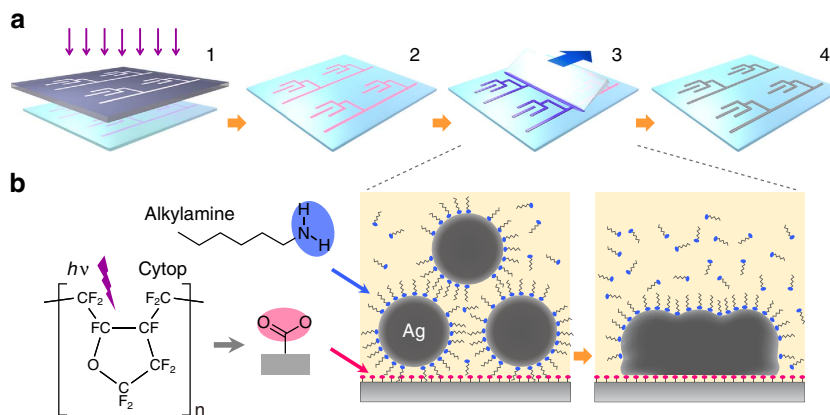 a
1
2
3
4
b
Alkylamine
H
N
H
hν
Cytop
CF2
F2C
FC
CF
O
CF2
C
F2
n
O
O
Ag